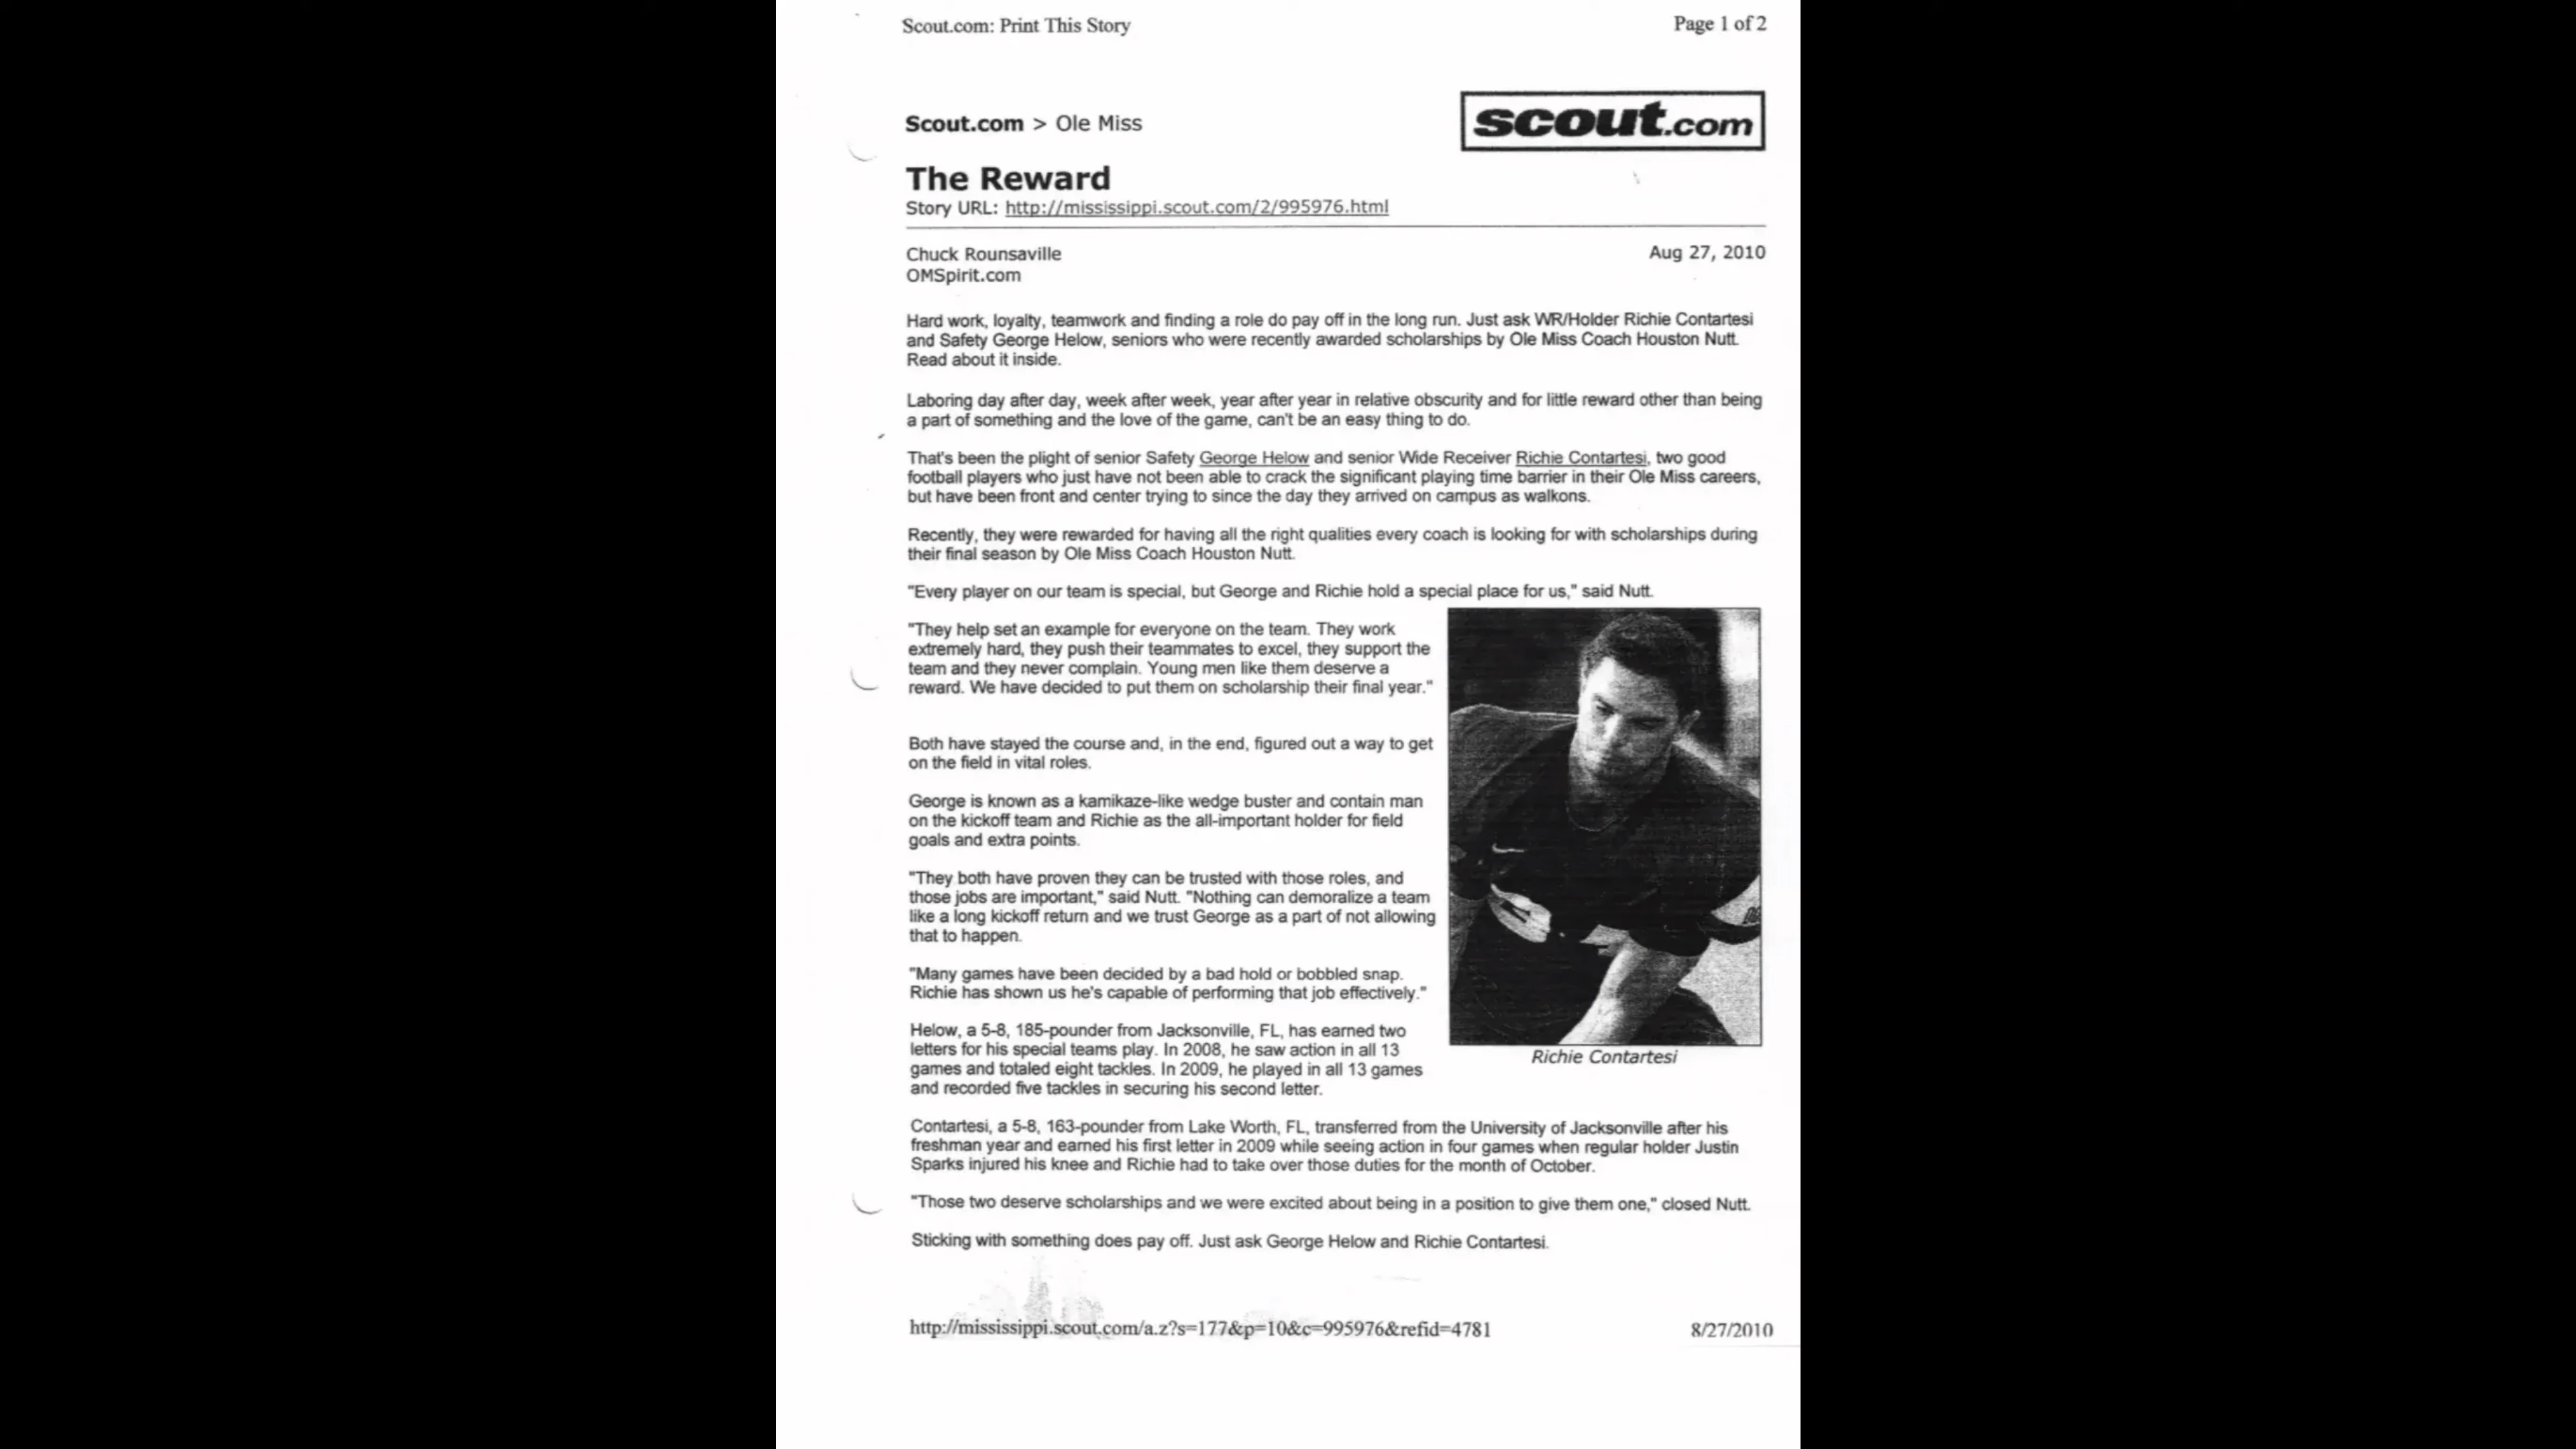 Scout.com: Print This Story
Page 1 of 2
Scout.com > Ole Miss
scout.com
The Reward
Story URL: http://mississippi.scout.com/2/995976.html
Chuck Rounsaville
Aug 27, 2010
OMSpirit.com
Hard work, loyalty, teamwork and finding a role do pay off in the long run. Just ask WR/Holder Richie Contartesi
and Safety George Helow, seniors who were recently awarded scholarships by Ole Miss Coach Houston Nutt.
Read about it inside.
Laboring day after day, week after week, year after year in relative obscurity and for little reward other than being
a part of something and the love of the game, can't be an easy thing to do.
That's been the plight of senior Safety George Helow and senior Wide Receiver Richie Contartesi, two good
football players who just have not been able to crack the significant playing time barrier in their Ole Miss careers,
but have been front and center trying to since the day they arrived on campus as walkons.
Recently, they were rewarded for having all the right qualities every coach is looking for with scholarships during
their final season by Ole Miss Coach Houston Nutt.
"Every player on our team is special, but George and Richie hold a special place for us," said Nutt.
"They help set an example for everyone on the team. They work
extremely hard, they push their teammates to excel, they support the
team and they never complain. Young men like them deserve a
reward. We have decided to put them on scholarship their final year."
Both have stayed the course and, in the end, figured out a way to get
on the field in vital roles.
George is known as a kamikaze-like wedge buster and contain man
on the kickoff team and Richie as the all-important holder for field
goals and extra points.
"They both have proven they can be trusted with those roles, and
those jobs are important," said Nutt. "Nothing can demoralize a team
like a long kickoff return and we trust George as a part of not allowing
that to happen.
"Many games have been decided by a bad hold or bobbled snap.
Richie has shown us he's capable of performing that job effectively."
Helow, a 5-8, 185-pounder from Jacksonville, FL, has earned two
letters for his special teams play. In 2008, he saw action in all 13
games and totaled eight tackles. In 2009, he played in all 13 games
and recorded five tackles in securing his second letter.
Richie Contartesi
Contartesi, a 5-8, 163-pounder from Lake Worth, FL, transferred from the University of Jacksonville after his
freshman year and earned his first letter in 2009 while seeing action in four games when regular holder Justin
Sparks injured his knee and Richie had to take over those duties for the month of October.
"Those two deserve scholarships and we were excited about being in a position to give them one," closed Nutt.
Sticking with something does pay off. Just ask George Helow and Richie Contartesi.
http://mississippi.scout.com/a.z?s=177&p=10&c=995976&refid=4781
8/27/2010